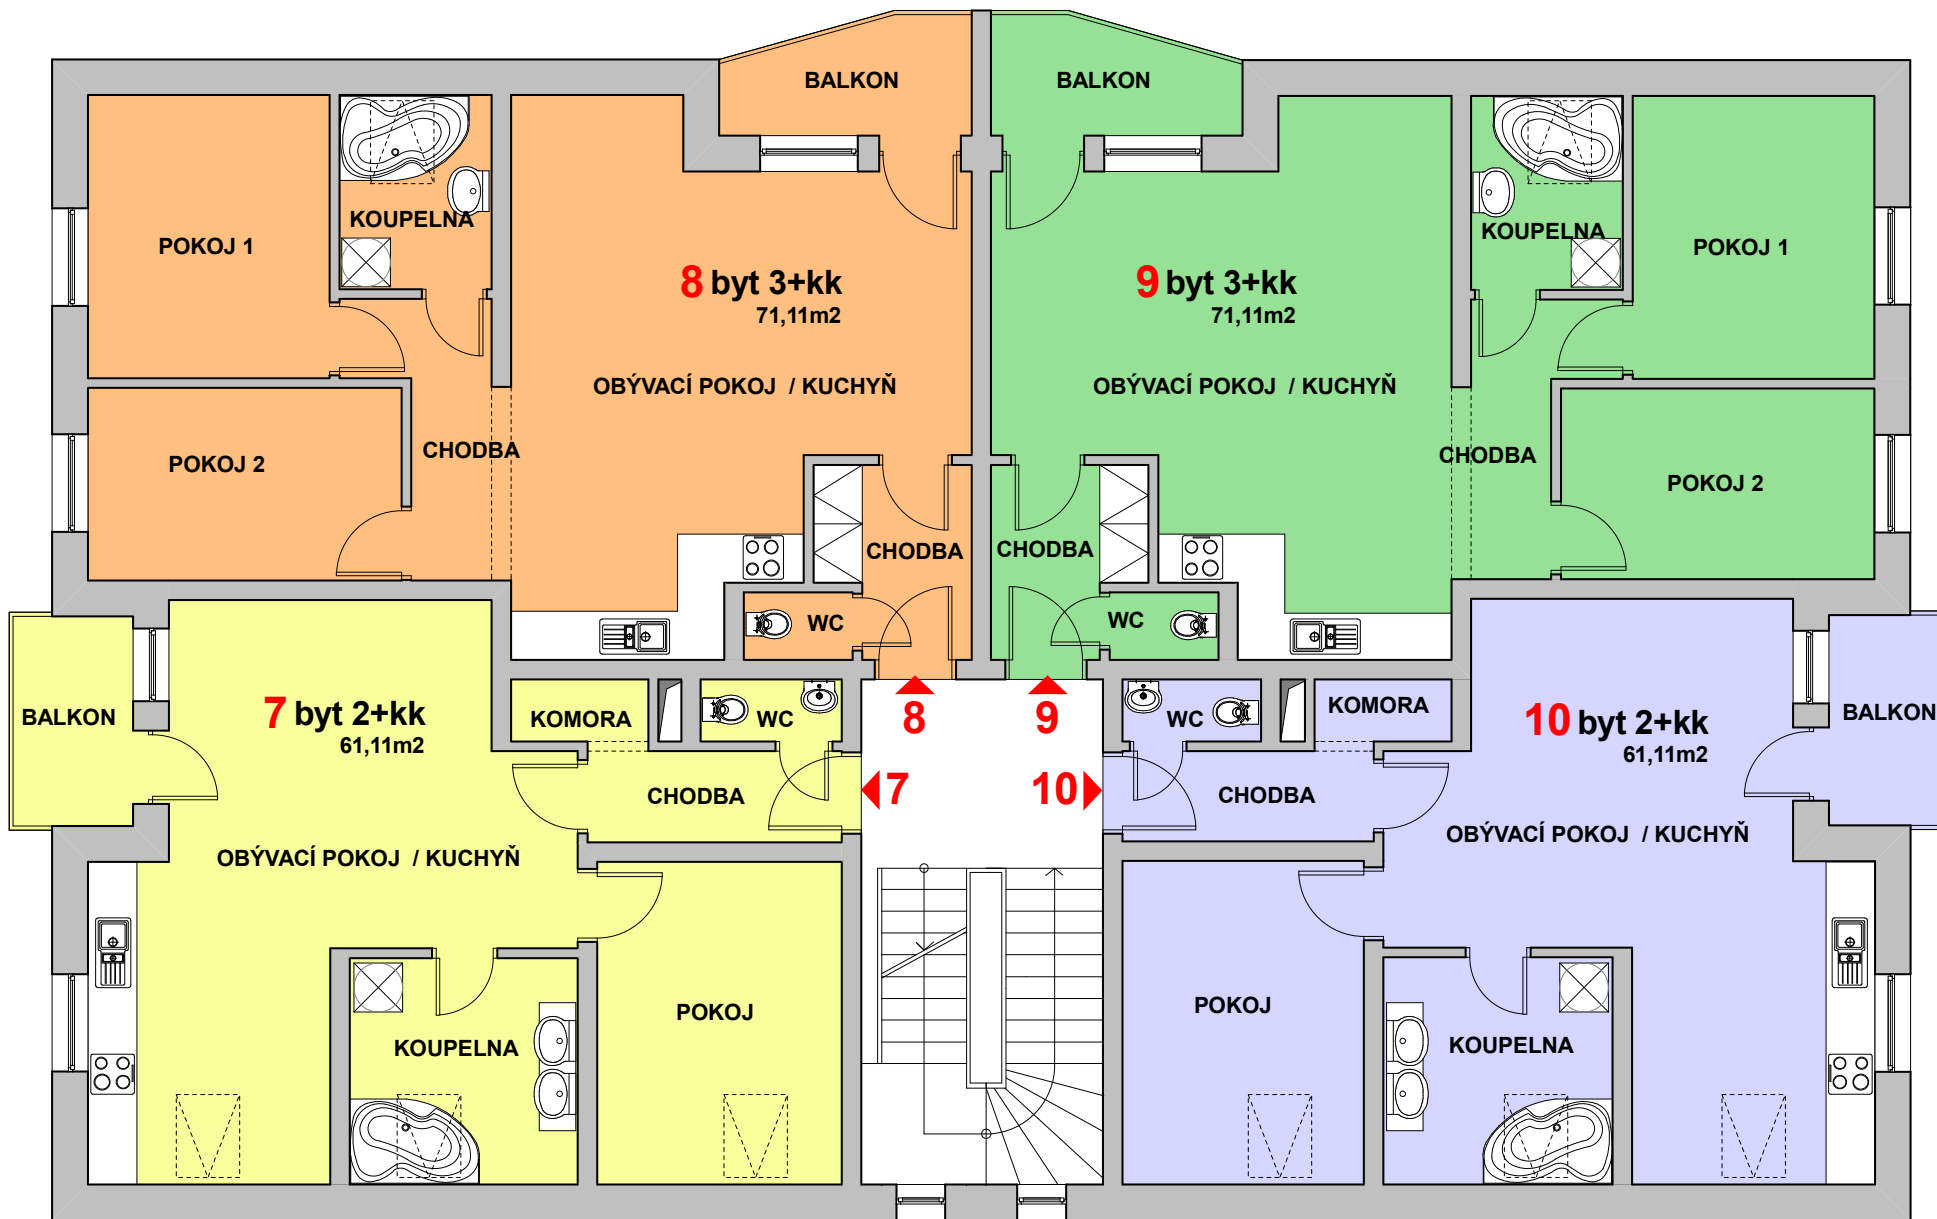 BALKON
BALKON
POKOJ 1
KOUPELNA
8 byt 3+kk
71,11m2
OBÝVACÍ POKOJ / KUCHYŇ
POKOJ 2
CHODBA
CHODBA
WC
9 byt 3+kk
71,11m2
OBÝVACÍ POKOJ / KUCHYŇ
KOUPELNA
POKOJ 1
CHODBA
POKOJ 2
CHODBA
WC
BALKON
7 byt 2+kk
61,11m2
KOMORA
WC
CHODBA
OBÝVACÍ POKOJ / KUCHYŇ
KOUPELNA
POKOJ
8
9
7
10
WC
KOMORA
10 byt 2+kk
61,11m2
BALKON
CHODBA
OBÝVACÍ POKOJ / KUCHYŇ
POKOJ
KOUPELNA